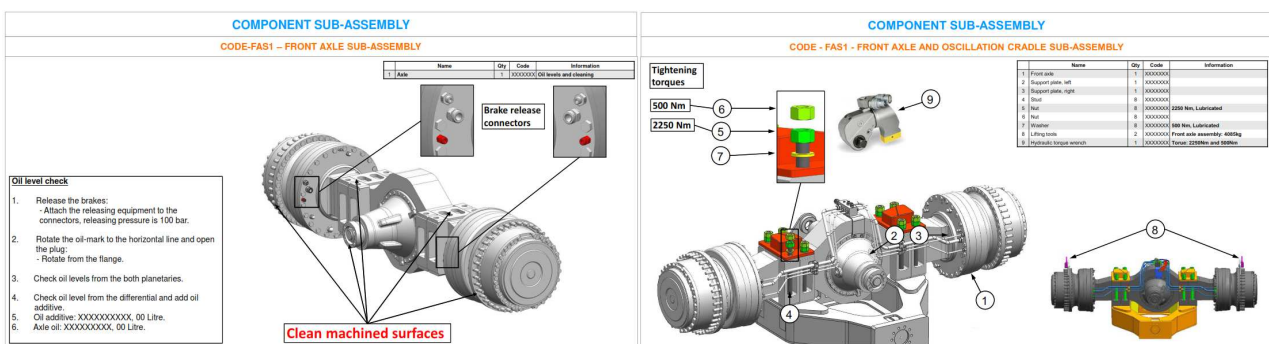 COMPONENT SUB-ASSEMBLY
CODE-FAS1 – FRONT AXLE SUB-ASSEMBLY
Name Qty Code Information
1 Axle 1 XXXXXXX Oil levels and cleaning
Brake release
connectors
Oil level check
1. Release the brakes:
- Attach the releasing equipment to the
connectors, releasing pressure is 100 bar.
2. Rotate the oil-mark to the horizontal line and open
the plug:
- Rotate from the flange.
3. Check oil levels from the both planetaries.
4. Check oil level from the differential and add oil
additive.
5. Oil additive: XXXXXXXXXX, 00 Litre.
6. Axle oil: XXXXXXXXX, 00 Litre.
Clean machined surfaces
COMPONENT SUB-ASSEMBLY
CODE - FAS1 - FRONT AXLE AND OSCILLATION CRADLE SUB-ASSEMBLY
Tightening
torques
500 Nm
2250 Nm
6
5
7
9
Name Qty Code Information
1 Front axle 1 XXXXXXX
2 Support plate, left 1 XXXXXXX
3 Support plate, right 1 XXXXXXX
4 Stud 8 XXXXXXX
5 Nut 8 XXXXXXX 2250 Nm, Lubricated
6 Nut 8 XXXXXXX
7 Washer 8 XXXXXXX 500 Nm, Lubricated
8 Lifting tools 2 XXXXXXX Front axle assembly: 4085kg
9 Hydraulic torque wrench 1 XXXXXXX Torue: 2250Nm and 500Nm
2
3
8
1
4